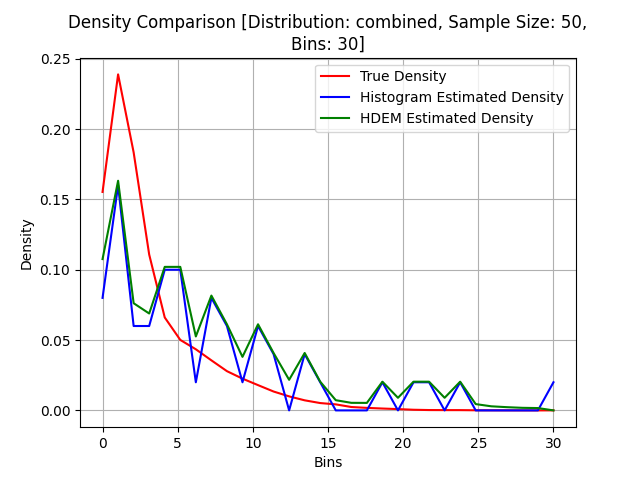 Density Comparison [Distribution: combined, Sample Size: 50,
Bins: 30]
True Density
Histogram Estimated Density
HDEM Estimated Density
Density
0.25
0.20
0.15
0.10
0.05
0.00
0 5 10 15 20 25 30
Bins